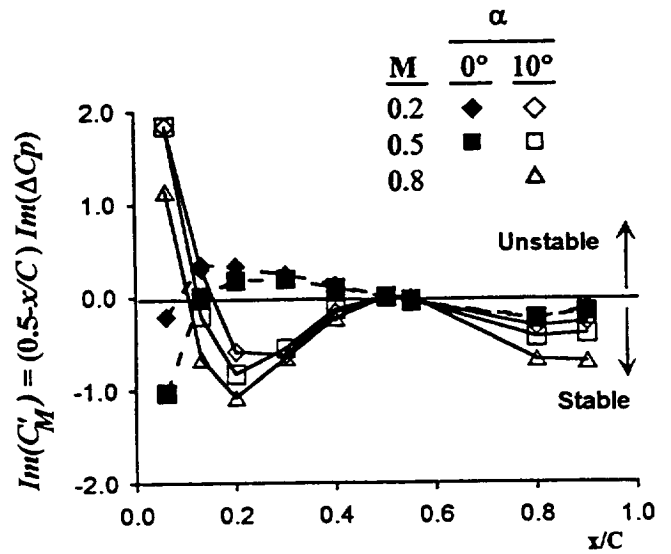 α
M 0° 10°
0.2
0.5
0.8
Im(C'M) = (0.5-x/C) Im(ΔCp)
2.0
1.0
0.0
-1.0
-2.0
Unstable
Stable
0.0 0.2 0.4 0.6 0.8 1.0
x/C